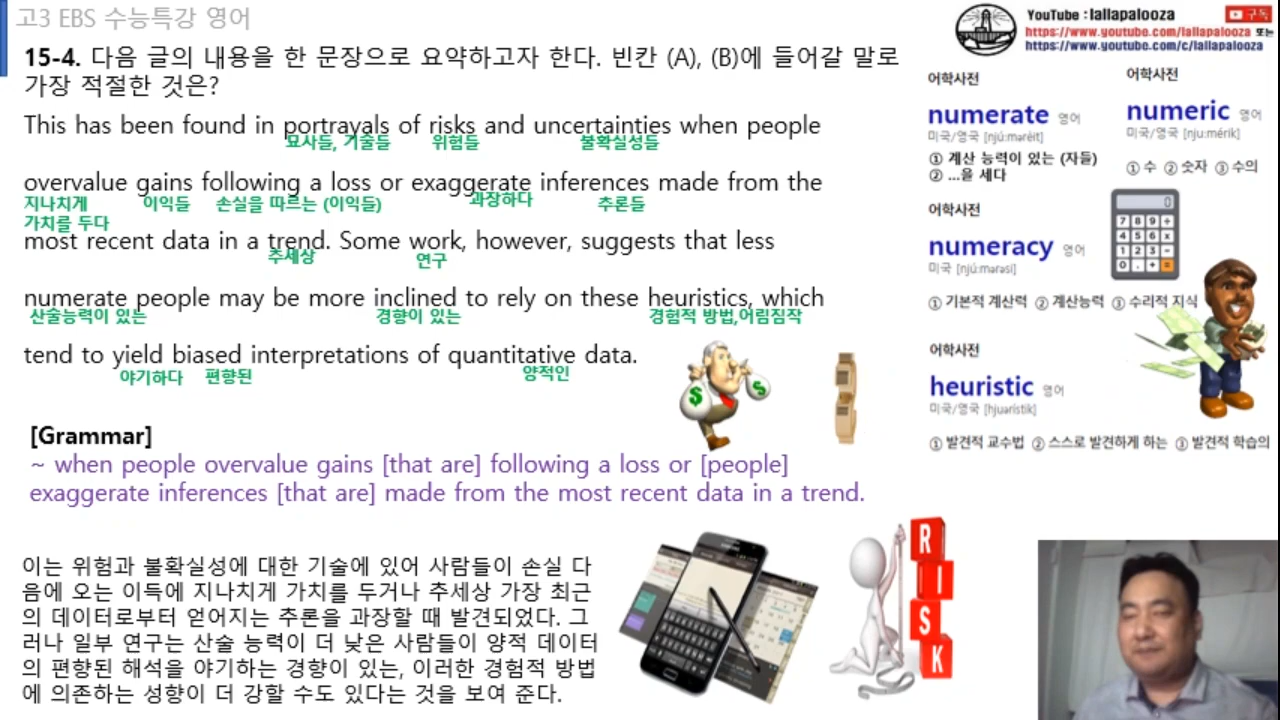 고3 EBS 수능특강 영어
15-4. 다음 글의 내용을 한 문장으로 요약하고자 한다. 빈칸 (A), (B)에 들어갈 말로
가장 적절한 것은?
This has been found in portrayals of risks and uncertainties when people
묘사들, 기술들 위험들 불확실성들
overvalue gains following a loss or exaggerate inferences made from the
지나치게 이익들 손실을 따르는 (이익들) 과장하다 추론들
가치를 두다
most recent data in a trend. Some work, however, suggests that less
추세상 연구
numerate people may be more inclined to rely on these heuristics, which
산술능력이 있는 경향이 있는 경험적 방법,어림짐작
tend to yield biased interpretations of quantitative data.
야기하다 편향된 양적인
[Grammar]
~ when people overvalue gains [that are] following a loss or [people]
exaggerate inferences [that are] made from the most recent data in a trend.
이는 위험과 불확실성에 대한 기술에 있어 사람들이 손실 다
음에 오는 이득에 지나치게 가치를 두거나 추세상 가장 최근
의 데이터로부터 얻어지는 추론을 과장할 때 발견되었다. 그
러나 일부 연구는 산술 능력이 더 낮은 사람들이 양적 데이터
의 편향된 해석을 야기하는 경향이 있는, 이러한 경험적 방법
에 의존하는 성향이 더 강할 수도 있다는 것을 보여 준다.
YouTube : lallapalooza 구독
https://www.youtube.com/lallapalooza 또는
https://www.youtube.com/c/lallapalooza
어학사전
numerate 영어
미국/영국 [njúːmərèit]
① 계산 능력이 있는 (자들)
② ...을 세다
어학사전
numeric 영어
미국/영국 [njuːmérik]
① 수 ② 숫자 ③ 수의
어학사전
numeracy 영어
미국 [njúːmərəsi]
① 기본적 계산력 ② 계산능력 ③ 수리적 지식
어학사전
heuristic 영어
미국/영국 [hjuərístik]
① 발견적 교수법 ② 스스로 발견하게 하는 ③ 발견적 학습의
0
7 8 9 ÷
4 5 6 x
1 2 3 -
0 . + =
$ $
R
I
S
K